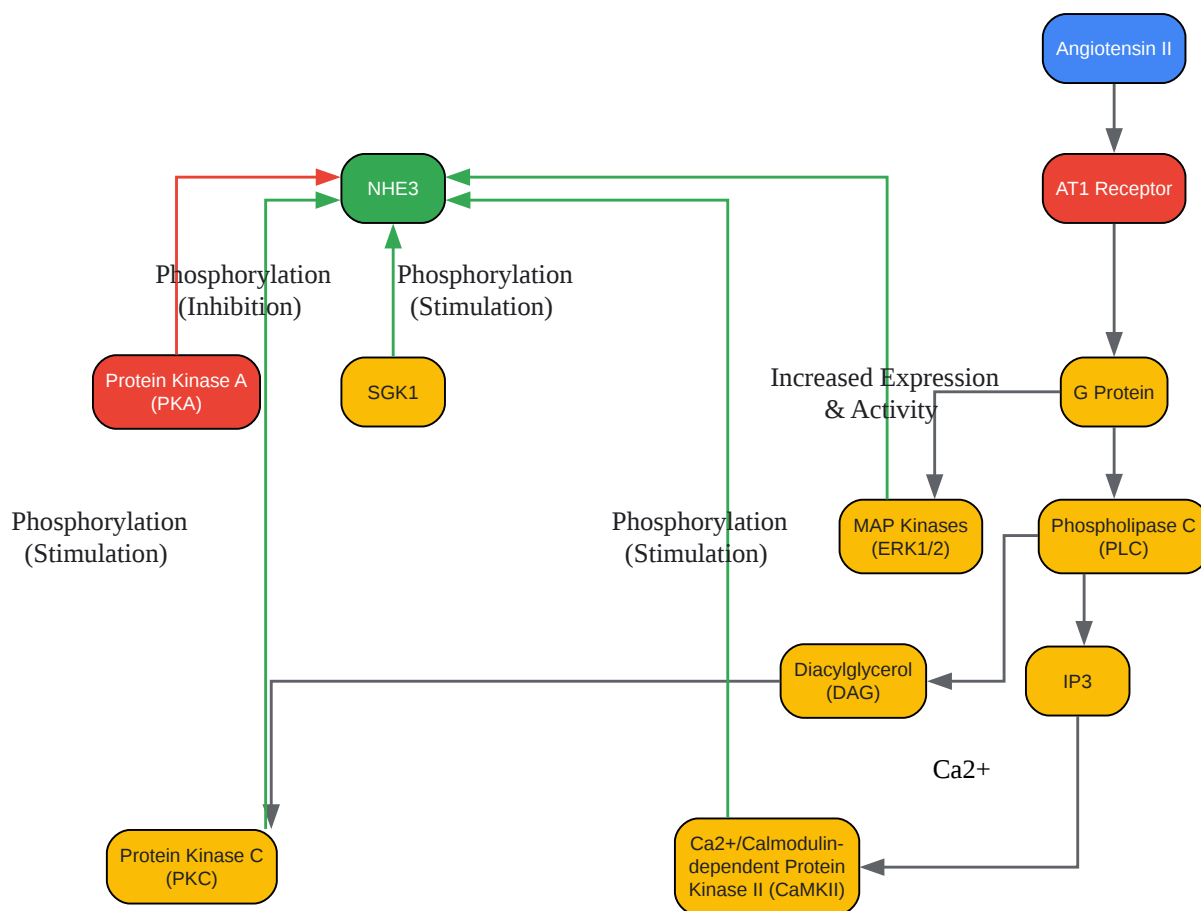 Angiotensin II
NHE3
AT1 Receptor
Phosphorylation
(Inhibition)
Phosphorylation
(Stimulation)
Protein Kinase A
(PKA)
SGK1
Increased Expression
& Activity
G Protein
Phosphorylation
(Stimulation)
Phosphorylation
(Stimulation)
MAP Kinases
(ERK1/2)
Phospholipase C
(PLC)
Diacylglycerol
(DAG)
IP3
Ca2+
Protein Kinase C
(PKC)
Ca2+/Calmodulin-
dependent Protein
Kinase II (CaMKII)